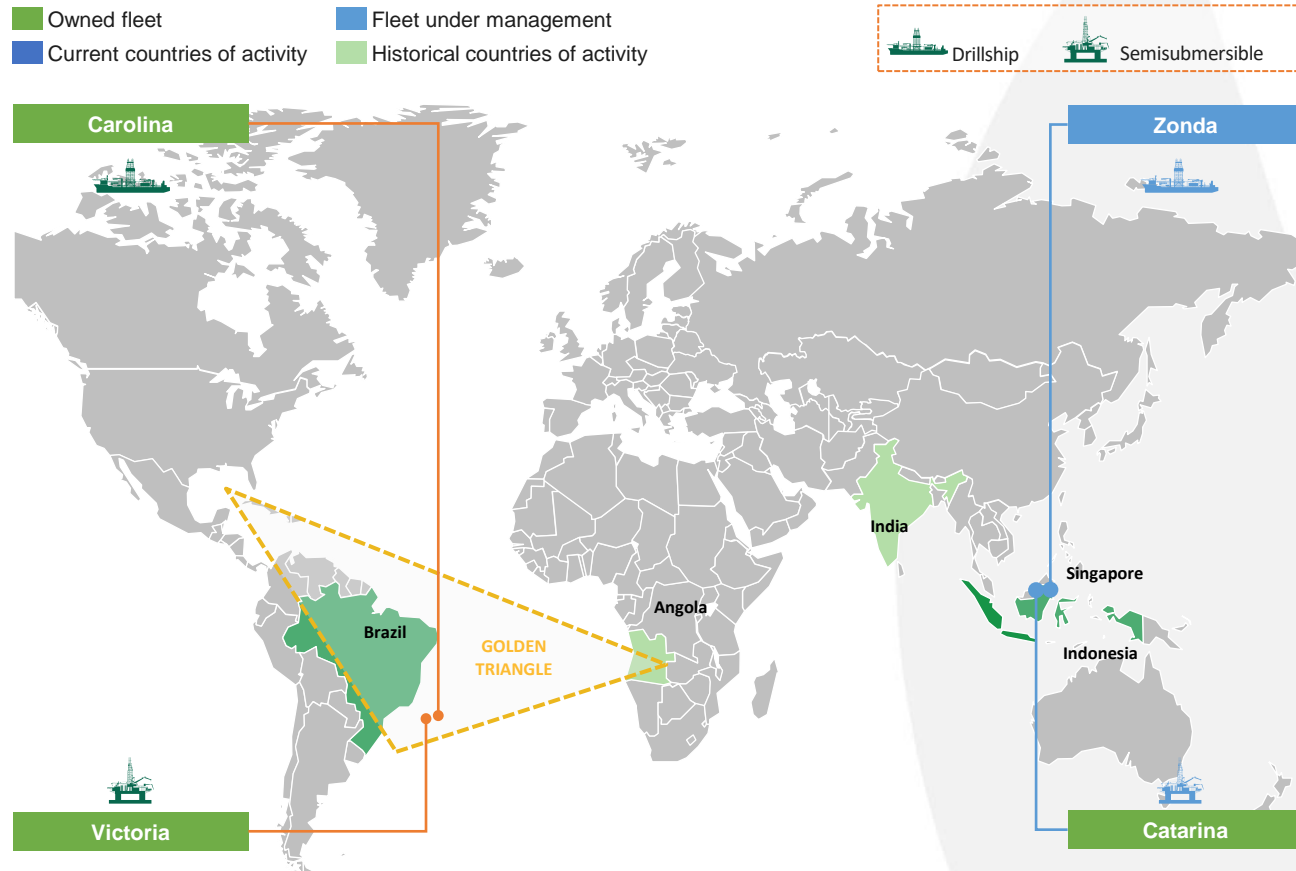 Owned fleet
Fleet under management
Current countries of activity
Historical countries of activity
Drillship
Semisubmersible
Carolina
Zonda
India
Singapore
Angola
Brazil
GOLDEN
TRIANGLE
Indonesia
Victoria
Catarina